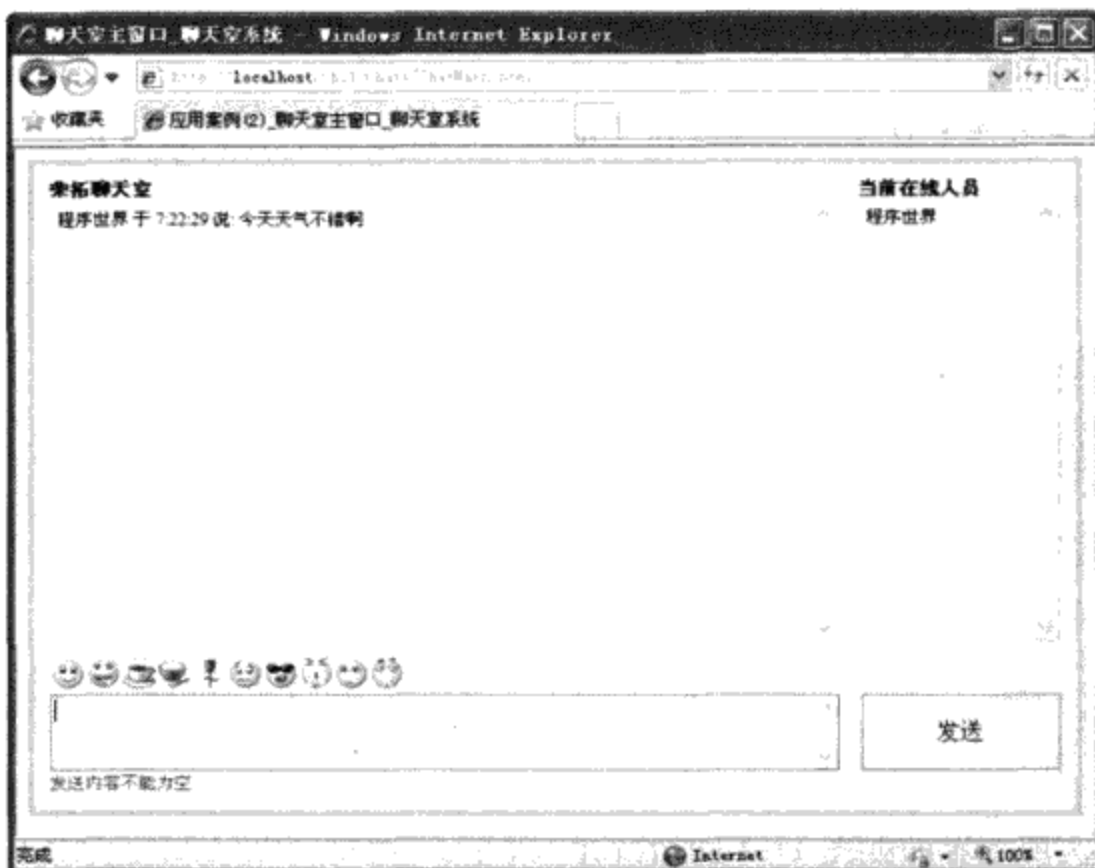 聊天室主窗口_聊天室系统 - Windows Internet Explorer
localhost
收藏夹
应用案例(2)_聊天室主窗口_聊天室系统
荣拓聊天室
当前在线人员
程序世界 于 7:22:29 说: 今天天气不错啊
程序世界
发送
发送内容不能为空
完成
Internet
100%